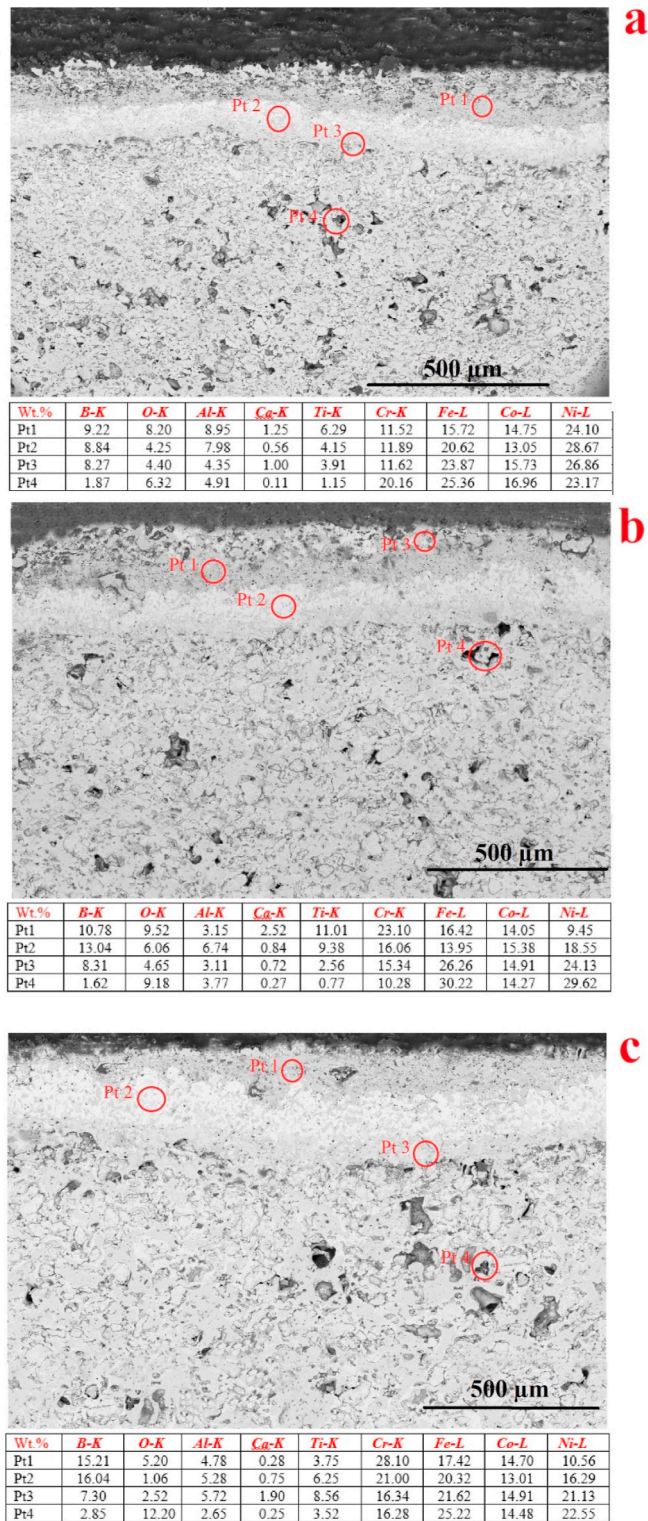 a
Pt 1
Pt 2
Pt 3
Pt 4
500 µm
Wt.% B-K O-K Al-K Ca-K Ti-K Cr-K Fe-L Co-L Ni-L
Pt1 9.22 8.20 8.95 1.25 6.29 11.52 15.72 14.75 24.10
Pt2 8.84 4.25 7.98 0.56 4.15 11.89 20.62 13.05 28.67
Pt3 8.27 4.40 4.35 1.00 3.91 11.62 23.87 15.73 26.86
Pt4 1.87 6.32 4.91 0.11 1.15 20.16 25.36 16.96 23.17
b
Pt 3
Pt 1
Pt 2
Pt 4
500 µm
Wt.% B-K O-K Al-K Ca-K Ti-K Cr-K Fe-L Co-L Ni-L
Pt1 10.78 9.52 3.15 2.52 11.01 23.10 16.42 14.05 9.45
Pt2 13.04 6.06 6.74 0.84 9.38 16.06 13.95 15.38 18.55
Pt3 8.31 4.65 3.11 0.72 2.56 15.34 26.26 14.91 24.13
Pt4 1.62 9.18 3.77 0.27 0.77 10.28 30.22 14.27 29.62
c
Pt 1
Pt 2
Pt 3
Pt 4
500 µm
Wt.% B-K O-K Al-K Ca-K Ti-K Cr-K Fe-L Co-L Ni-L
Pt1 15.21 5.20 4.78 0.28 3.75 28.10 17.42 14.70 10.56
Pt2 16.04 1.06 5.28 0.75 6.25 21.00 20.32 13.01 16.29
Pt3 7.30 2.52 5.72 1.90 8.56 16.34 21.62 14.91 21.13
Pt4 2.85 12.20 2.65 0.25 3.52 16.28 25.22 14.48 22.55